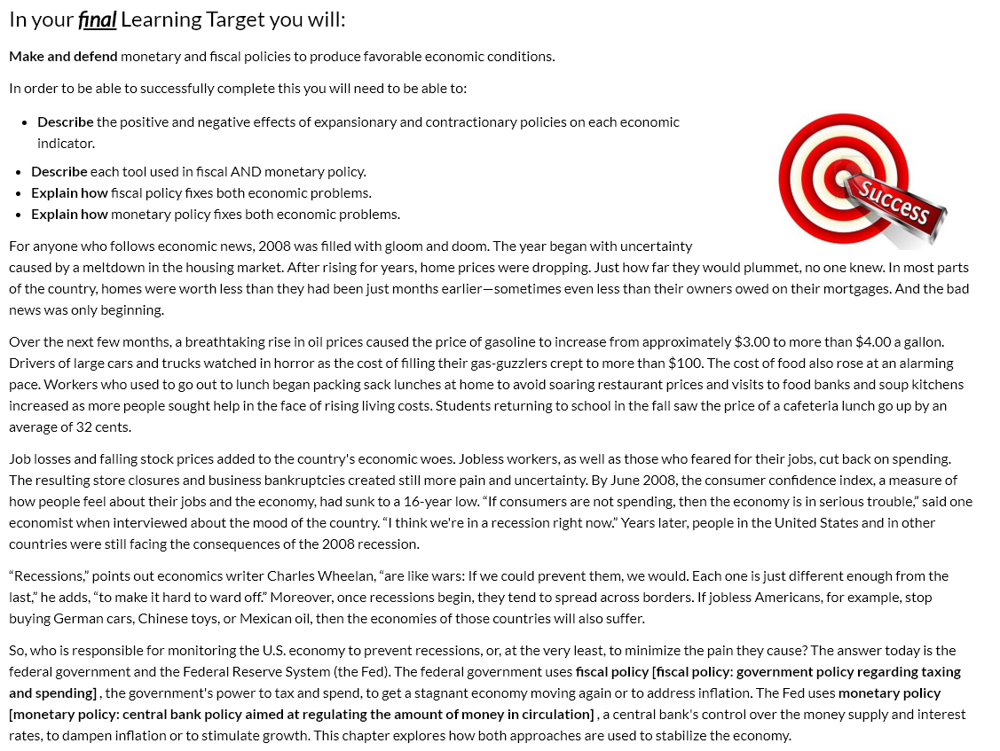 In your final Learning Target you will:
Make and defend monetary and fiscal policies to produce favorable economic conditions.
In order to be able to successfully complete this you will need to be able to:
• Describe the positive and negative effects of expansionary and contractionary policies on each economic
indicator.
• Describe each tool used in fiscal AND monetary policy.
• Explain how fiscal policy fixes both economic problems.
• Explain how monetary policy fixes both economic problems.
Success
For anyone who follows economic news, 2008 was filled with gloom and doom. The year began with uncertainty
caused by a meltdown in the housing market. After rising for years, home prices were dropping. Just how far they would plummet, no one knew. In most parts
of the country, homes were worth less than they had been just months earlier—sometimes even less than their owners owed on their mortgages. And the bad
news was only beginning.
Over the next few months, a breathtaking rise in oil prices caused the price of gasoline to increase from approximately $3.00 to more than $4.00 a gallon.
Drivers of large cars and trucks watched in horror as the cost of filling their gas-guzzlers crept to more than $100. The cost of food also rose at an alarming
pace. Workers who used to go out to lunch began packing sack lunches at home to avoid soaring restaurant prices and visits to food banks and soup kitchens
increased as more people sought help in the face of rising living costs. Students returning to school in the fall saw the price of a cafeteria lunch go up by an
average of 32 cents.
Job losses and falling stock prices added to the country's economic woes. Jobless workers, as well as those who feared for their jobs, cut back on spending.
The resulting store closures and business bankruptcies created still more pain and uncertainty. By June 2008, the consumer confidence index, a measure of
how people feel about their jobs and the economy, had sunk to a 16-year low. “If consumers are not spending, then the economy is in serious trouble,” said one
economist when interviewed about the mood of the country. “I think we're in a recession right now.” Years later, people in the United States and in other
countries were still facing the consequences of the 2008 recession.
“Recessions,” points out economics writer Charles Wheelan, “are like wars: If we could prevent them, we would. Each one is just different enough from the
last,” he adds, “to make it hard to ward off.” Moreover, once recessions begin, they tend to spread across borders. If jobless Americans, for example, stop
buying German cars, Chinese toys, or Mexican oil, then the economies of those countries will also suffer.
So, who is responsible for monitoring the U.S. economy to prevent recessions, or, at the very least, to minimize the pain they cause? The answer today is the
federal government and the Federal Reserve System (the Fed). The federal government uses fiscal policy [fiscal policy: government policy regarding taxing
and spending] , the government's power to tax and spend, to get a stagnant economy moving again or to address inflation. The Fed uses monetary policy
[monetary policy: central bank policy aimed at regulating the amount of money in circulation] , a central bank's control over the money supply and interest
rates, to dampen inflation or to stimulate growth. This chapter explores how both approaches are used to stabilize the economy.